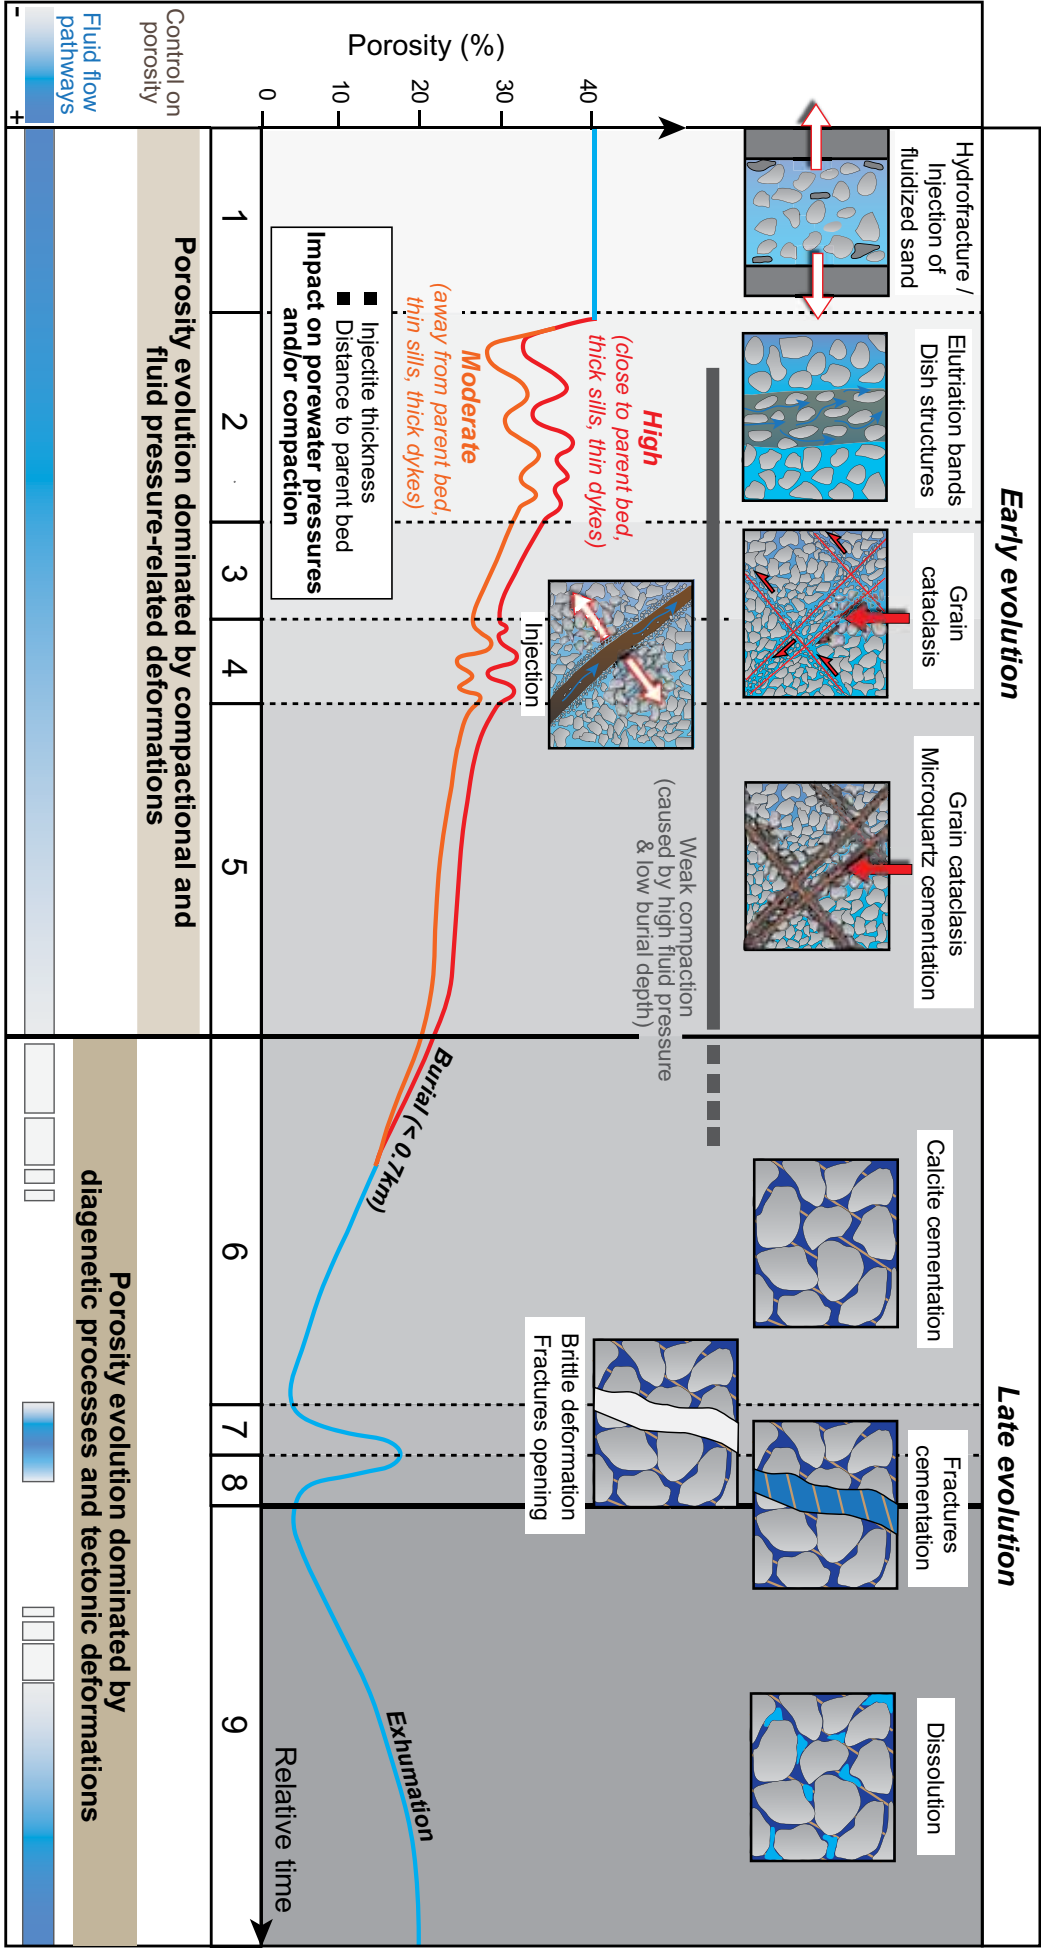 Early evolution
Late evolution
Hydrofracture /
Injection of
fluidized sand
Elutriation bands
Dish structures
Grain
cataclasis
Grain cataclasis
Microquartz cementation
Calcite cementation
Fractures
cementation
Dissolution
Weak compaction
(caused by high fluid pressure
& low burial depth)
Injection
Brittle deformation
Fractures opening
Porosity (%)
40
30
20
10
0
High
(close to parent bed,
thick sills, thin dykes)
Moderate
(away from parent bed,
thin sills, thick dykes)
Injectite thickness
Distance to parent bed
Impact on porewater pressures
and/or compaction
Burial (< 0.7km)
Exhumation
Relative time
1
2
3
4
5
6
7
8
9
Control on
porosity
Porosity evolution dominated by compactional and
fluid pressure-related deformations
Porosity evolution dominated by
diagenetic processes and tectonic deformations
Fluid flow
pathways
- +